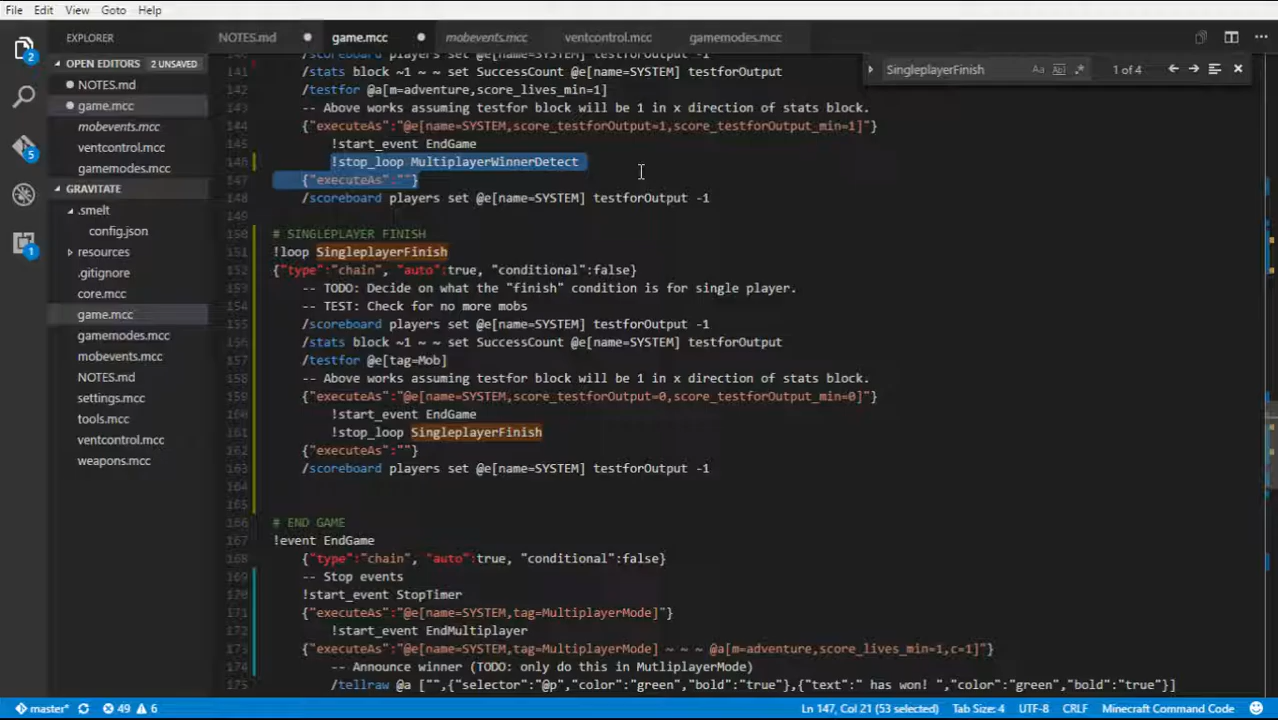 File Edit View Goto Help
EXPLORER
OPEN EDITORS 2 UNSAVED
NOTES.md
game.mcc
mobevents.mcc
ventcontrol.mcc
gamemodes.mcc
GRAVITATE
.smelt
config.json
resources
.gitignore
core.mcc
game.mcc
gamemodes.mcc
mobevents.mcc
NOTES.md
settings.mcc
tools.mcc
ventcontrol.mcc
weapons.mcc
2
5
1
NOTES.md game.mcc mobevents.mcc ventcontrol.mcc gamemodes.mcc
SingleplayerFinish Aa Abl .* 1 of 4
140 /scoreboard players set @e[name=SYSTEM] testforOutput -1
141 /stats block ~1 ~ ~ set SuccessCount @e[name=SYSTEM] testforOutput
142 /testfor @a[m=adventure,score_lives_min=1]
143 -- Above works assuming testfor block will be 1 in x direction of stats block.
144 {"executeAs":"@e[name=SYSTEM,score_testforOutput=1,score_testforOutput_min=1]"}
145 !start_event EndGame
146 !stop_loop MultiplayerWinnerDetect
147 {"executeAs":""}
148 /scoreboard players set @e[name=SYSTEM] testforOutput -1
149
150 # SINGLEPLAYER FINISH
151 !loop SingleplayerFinish
152 {"type":"chain", "auto":true, "conditional":false}
153 -- TODO: Decide on what the "finish" condition is for single player.
154 -- TEST: Check for no more mobs
155 /scoreboard players set @e[name=SYSTEM] testforOutput -1
156 /stats block ~1 ~ ~ set SuccessCount @e[name=SYSTEM] testforOutput
157 /testfor @e[tag=Mob]
158 -- Above works assuming testfor block will be 1 in x direction of stats block.
159 {"executeAs":"@e[name=SYSTEM,score_testforOutput=0,score_testforOutput_min=0]"}
160 !start_event EndGame
161 !stop_loop SingleplayerFinish
162 {"executeAs":""}
163 /scoreboard players set @e[name=SYSTEM] testforOutput -1
164
165
166 # END GAME
167 !event EndGame
168 {"type":"chain", "auto":true, "conditional":false}
169 -- Stop events
170 !start_event StopTimer
171 {"executeAs":"@e[name=SYSTEM,tag=MultiplayerMode]"}
172 !start_event EndMultiplayer
173 {"executeAs":"@e[name=SYSTEM,tag=MultiplayerMode] ~ ~ ~ @a[m=adventure,score_lives_min=1,c=1]"}
174 -- Announce winner (TODO: only do this in MutliplayerMode)
175 /tellraw @a ["",{"selector":"@p","color":"green","bold":"true"},{"text":" has won! ","color":"green","bold":"true"}]
master* 49 6 Ln 147, Col 21 (53 selected) Tab Size: 4 UTF-8 CRLF Minecraft Command Code